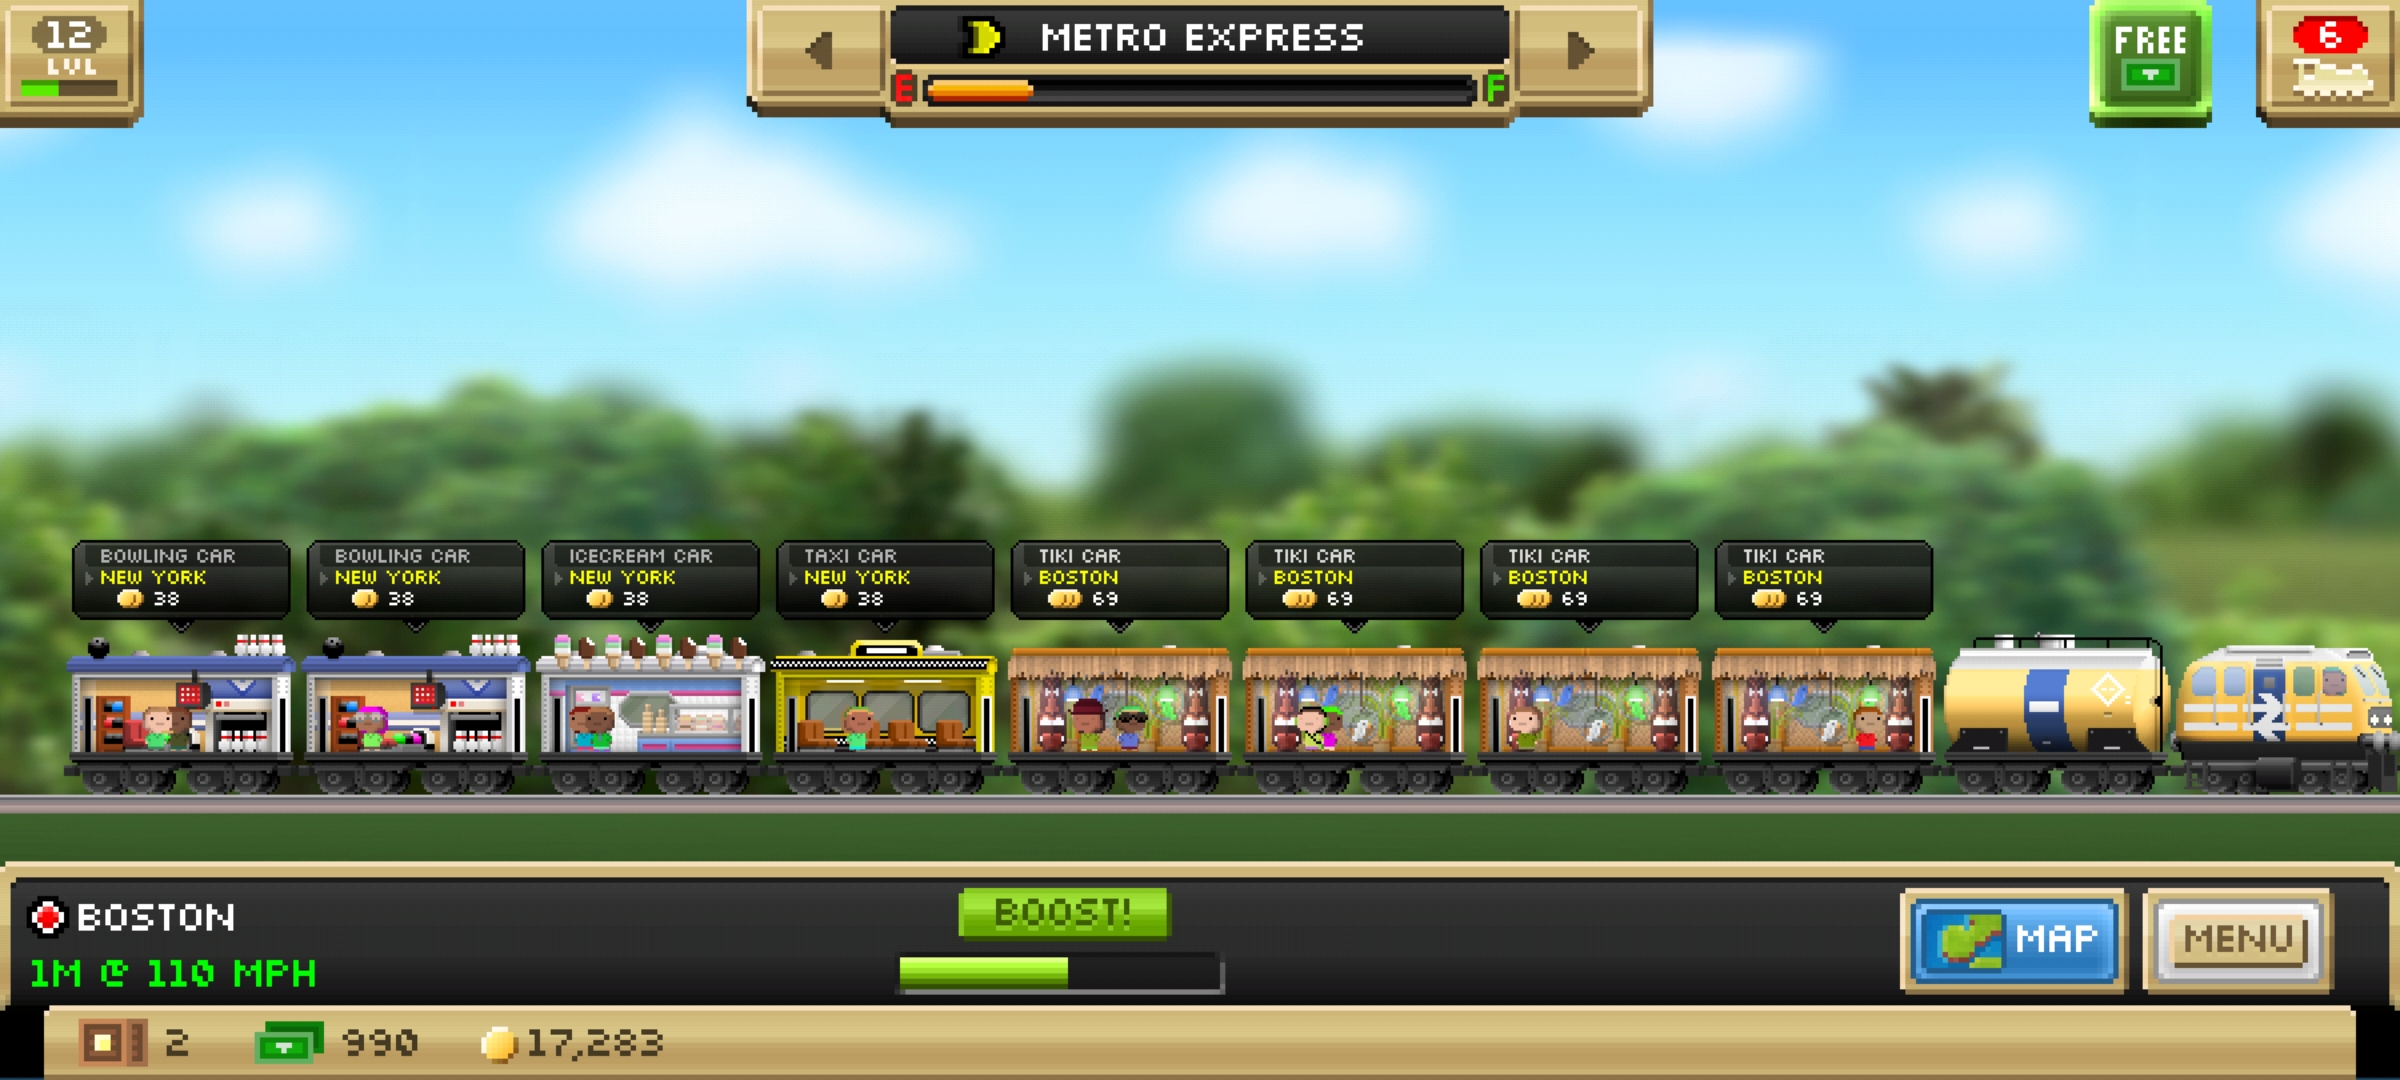 12
LVL
METRO EXPRESS
E
F
FREE
6
BOWLING CAR
NEW YORK
38
BOWLING CAR
NEW YORK
38
ICECREAM CAR
NEW YORK
38
TAXI CAR
NEW YORK
38
TIKI CAR
BOSTON
69
TIKI CAR
BOSTON
69
TIKI CAR
BOSTON
69
TIKI CAR
BOSTON
69
BOSTON
1M @ 110 MPH
BOOST!
MAP
MENU
2
990
17,283